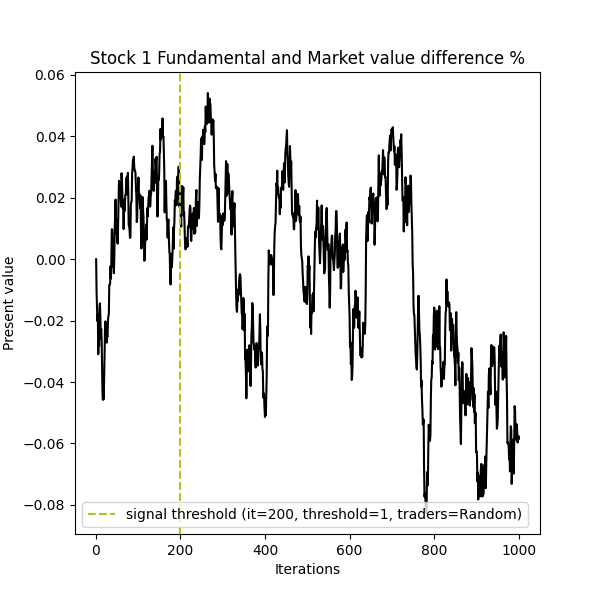 Stock 1 Fundamental and Market value difference %
0.06
0.04
0.02
0.00
−0.02
−0.04
−0.06
−0.08
Present value
signal threshold (it=200, threshold=1, traders=Random)
0 200 400 600 800 1000
Iterations